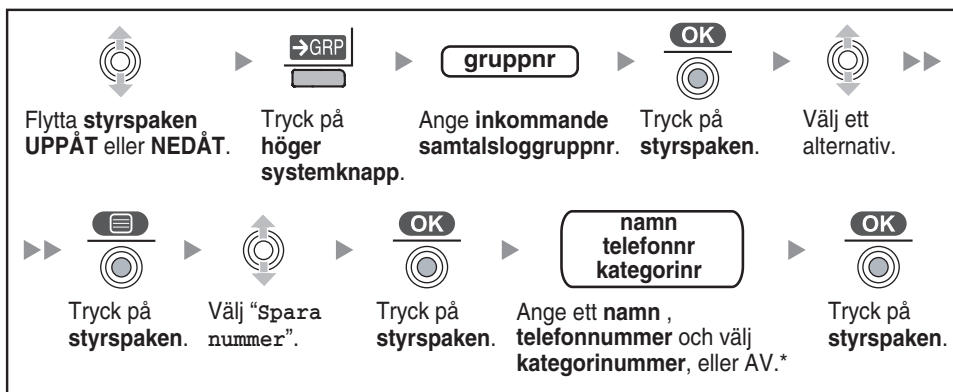 →GRP
gruppnr
OK
Flytta styrspaken
UPPÅT eller NEDÅT.
Tryck på
höger
systemknapp.
Ange inkommande
samtalsloggruppnr.
Tryck på
styrspaken.
Välj ett
alternativ.
OK
namn
telefonnr
kategorinr
OK
Tryck på
styrspaken.
Välj “Spara
nummer”.
Tryck på
styrspaken.
Ange ett namn ,
telefonnummer och välj
kategorinummer, eller AV.*
Tryck på
styrspaken.